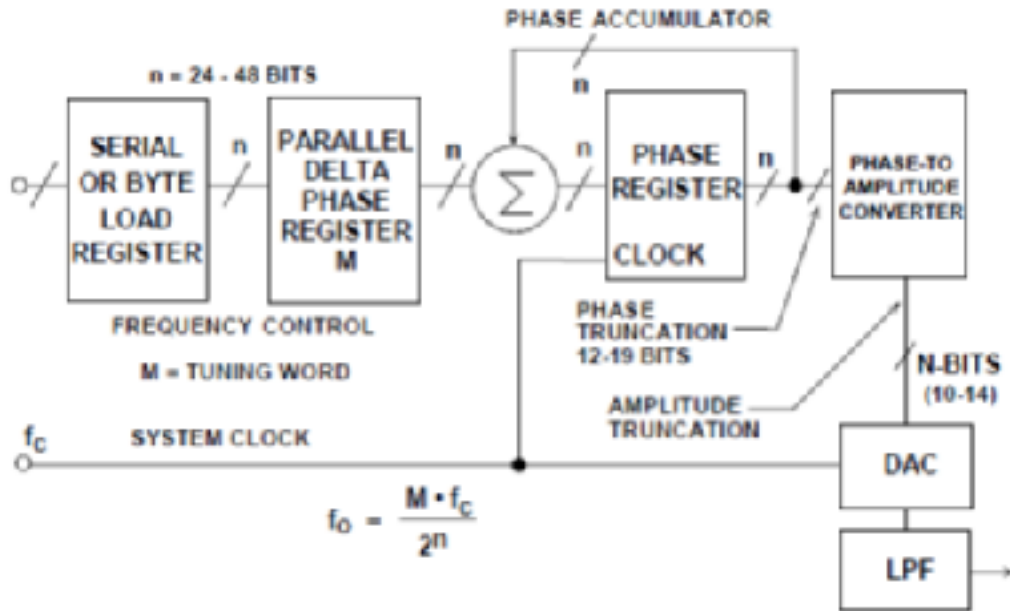 PHASE ACCUMULATOR
n = 24 - 48 BITS
n
SERIAL
OR BYTE
LOAD
REGISTER
n
PARALLEL
DELTA
PHASE
REGISTER
M
n
Σ
n
PHASE
REGISTER
CLOCK
n
PHASE-TO
AMPLITUDE
CONVERTER
FREQUENCY CONTROL
M = TUNING WORD
PHASE
TRUNCATION
12-19 BITS
N-BITS
(10-14)
AMPLITUDE
TRUNCATION
fC
SYSTEM CLOCK
DAC
fO = M • fC
2n
LPF